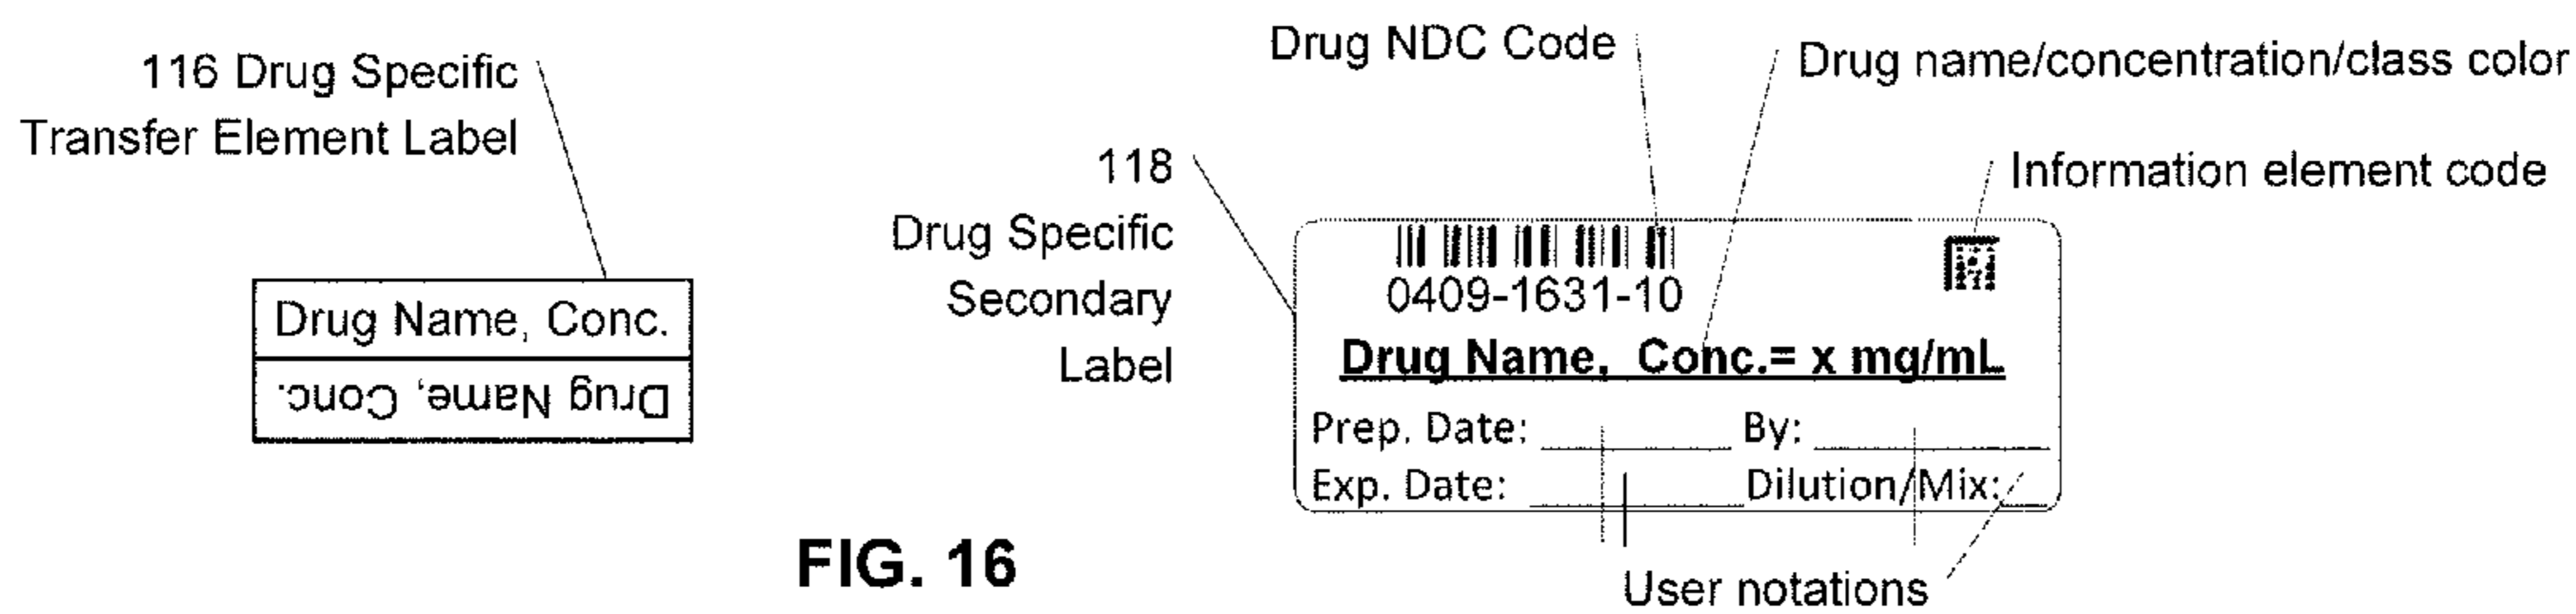 116 Drug Specific
Transfer Element Label
Drug Name, Conc.
Drug Name, Conc.
118
Drug Specific
Secondary
Label
Drug NDC Code
Drug name/concentration/class color
Information element code
0409-1631-10
Drug Name, Conc.= x mg/mL
Prep. Date: By:
Exp. Date: Dilution/Mix:
User notations
FIG. 16